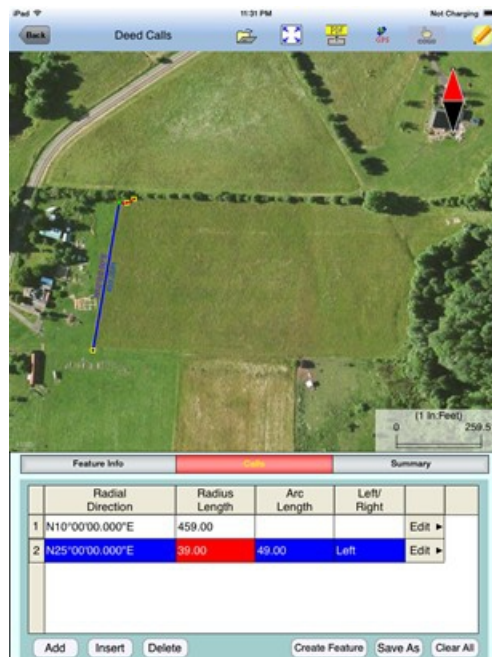 iPad 11:31 PM Not Charging
Back Deed Calls PDF GPS COGO
(1 In:Feet)
0 259.5
Feature Info Calls Summary
Radial Direction Radius Length Arc Length Left/ Right
1 N10°00'00.000"E 459.00 Edit ►
2 N25°00'00.000"E 39.00 49.00 Left Edit ►
Add Insert Delete Create Feature Save As Clear All